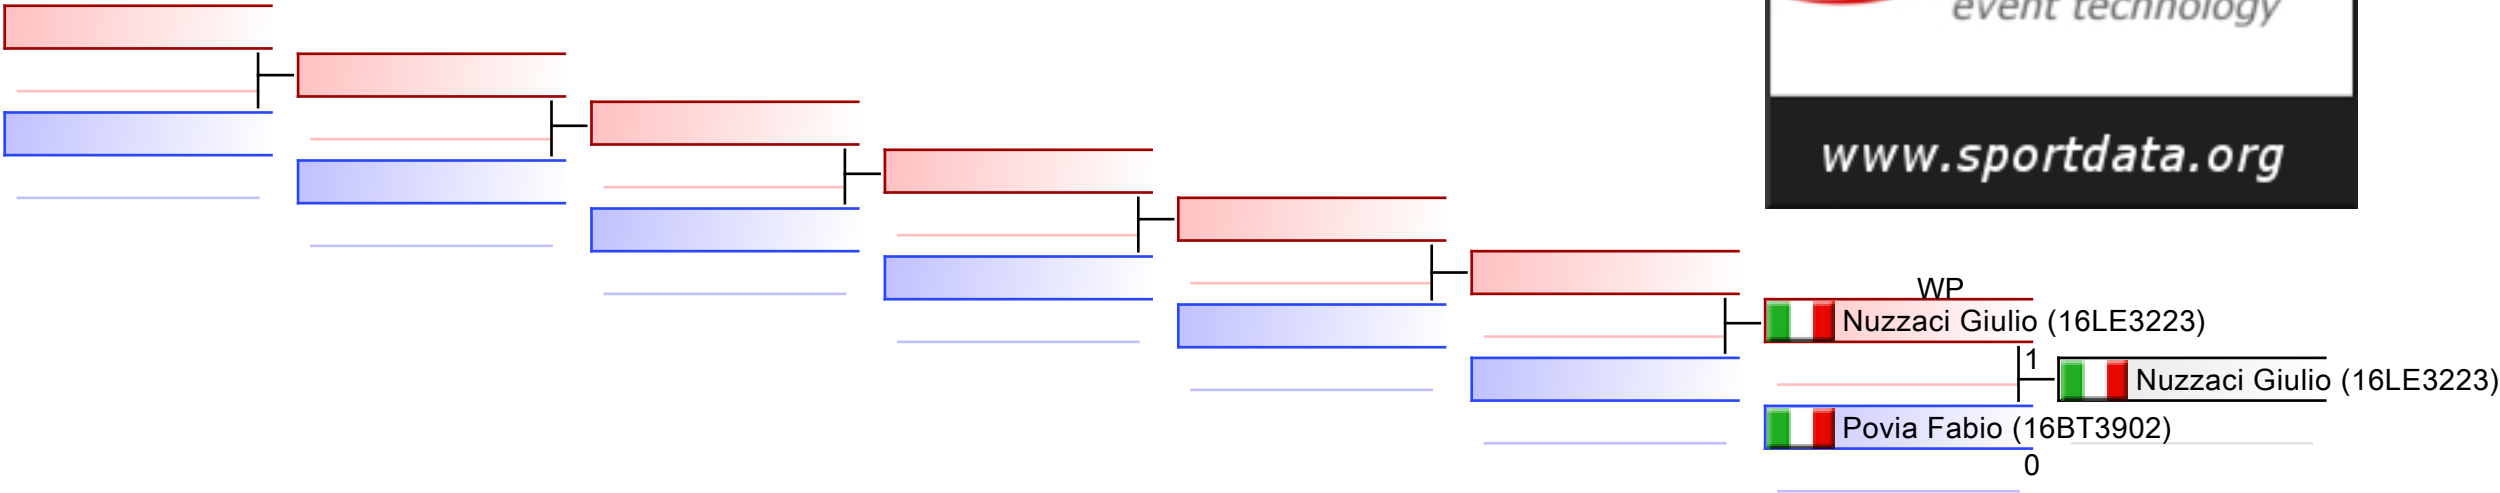 event technology
www.sportdata.org
WP
Nuzzaci Giulio (16LE3223)
1
Nuzzaci Giulio (16LE3223)
Povia Fabio (16BT3902)
0